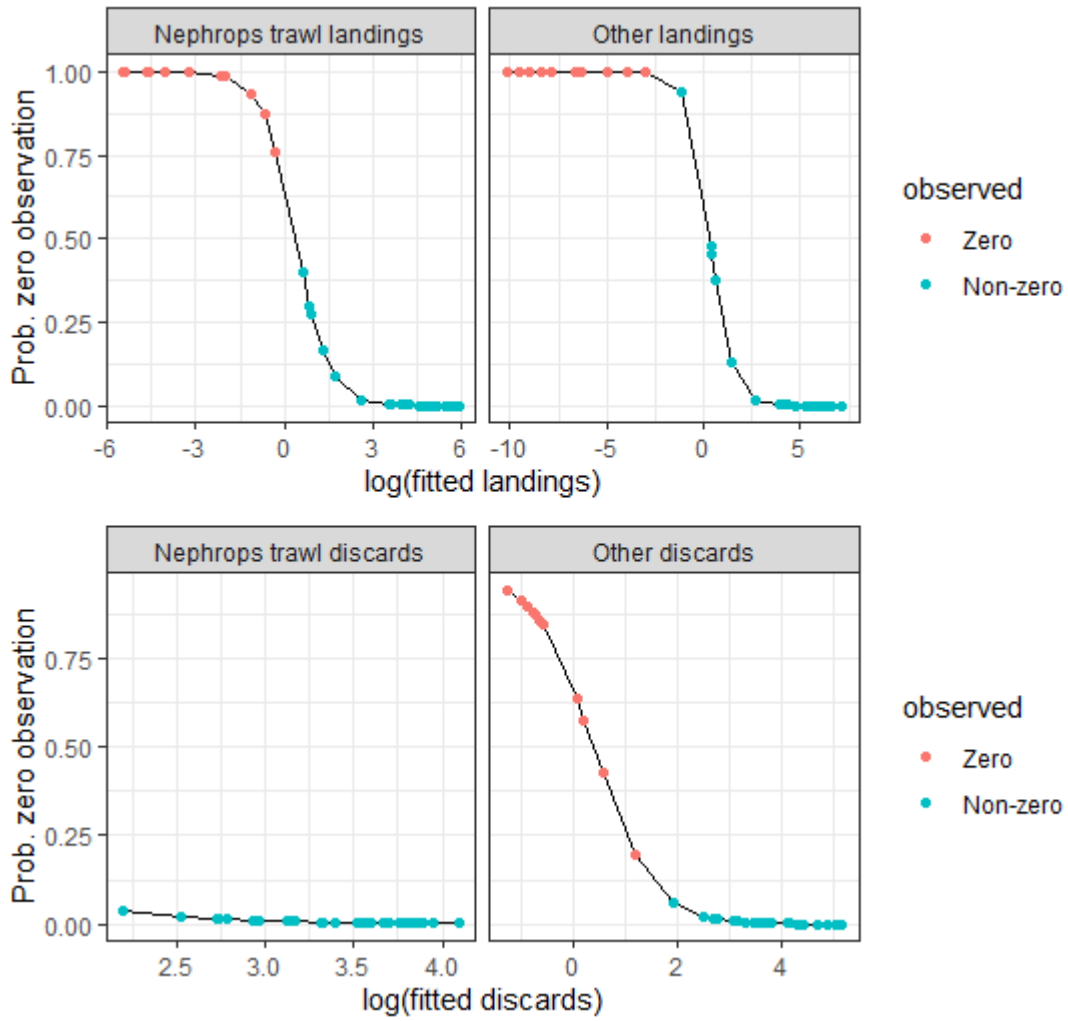 Nephrops trawl landings
Other landings
1.00
0.75
0.50
0.25
0.00
Prob. zero observation
-6 -3 0 3 6
-10 -5 0 5
log(fitted landings)
observed
Zero
Non-zero
Nephrops trawl discards
Other discards
0.75
0.50
0.25
0.00
Prob. zero observation
2.5 3.0 3.5 4.0
0 2 4
log(fitted discards)
observed
Zero
Non-zero